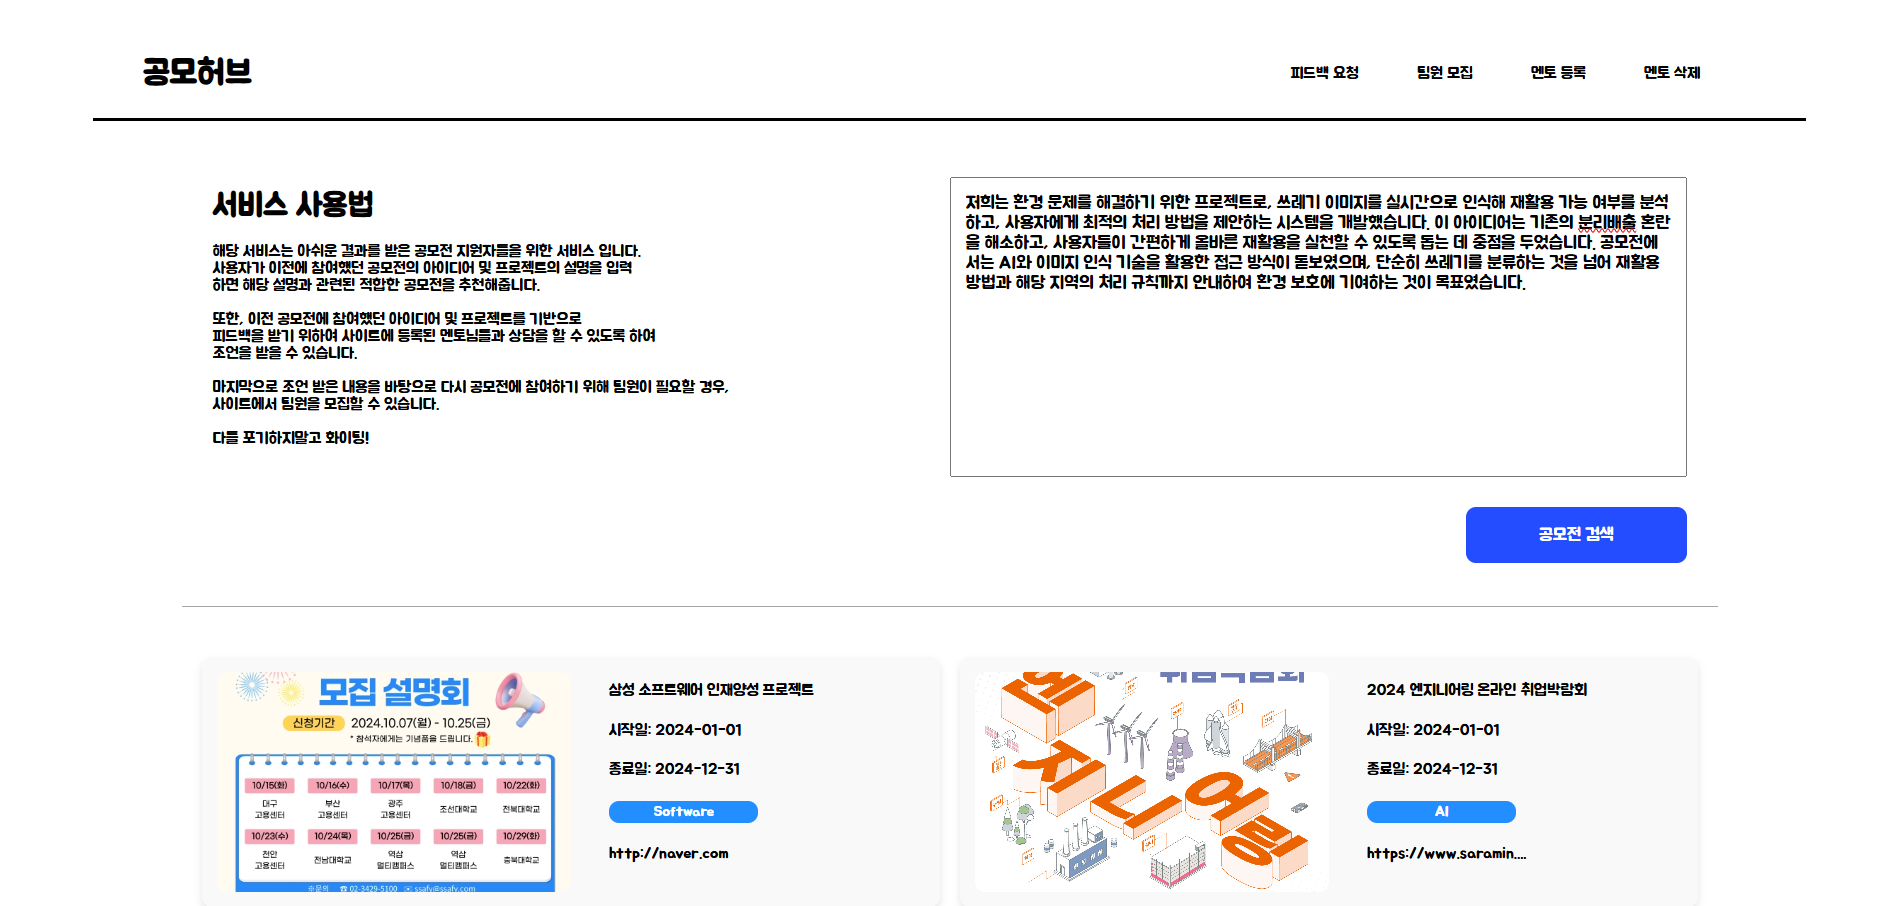 공모허브
피드백 요청
팀원 모집
멘토 등록
멘토 삭제
서비스 사용법
해당 서비스는 아쉬운 결과를 받은 공모전 지원자들을 위한 서비스 입니다.
사용자가 이전에 참여했던 공모전의 아이디어 및 프로젝트의 설명을 입력
하면 해당 설명과 관련된 적합한 공모전을 추천해줍니다.
또한, 이전 공모전에 참여했던 아이디어 및 프로젝트를 기반으로
피드백을 받기 위하여 사이트에 등록된 멘토님들과 상담을 할 수 있도록 하여
조언을 받을 수 있습니다.
마지막으로 조언 받은 내용을 바탕으로 다시 공모전에 참여하기 위해 팀원이 필요할 경우,
사이트에서 팀원을 모집할 수 있습니다.
다들 포기하지말고 화이팅!
저희는 환경 문제를 해결하기 위한 프로젝트로, 쓰레기 이미지를 실시간으로 인식해 재활용 가능 여부를 분석
하고, 사용자에게 최적의 처리 방법을 제안하는 시스템을 개발했습니다. 이 아이디어는 기존의 분리배출 혼란
을 해소하고, 사용자들이 간편하게 올바른 재활용을 실천할 수 있도록 돕는 데 중점을 두었습니다. 공모전에
서는 AI와 이미지 인식 기술을 활용한 접근 방식이 돋보였으며, 단순히 쓰레기를 분류하는 것을 넘어 재활용
방법과 해당 지역의 처리 규칙까지 안내하여 환경 보호에 기여하는 것이 목표였습니다.
공모전 검색
모집 설명회
신청기간 2024.10.07(월) - 10.25(금)
* 참석자에게는 기념품을 드립니다.
10/15(화) 10/16(수) 10/17(목) 10/18(금) 10/22(화)
대구 고용센터 부산 고용센터 광주 고용센터 조선대학교 전북대학교
10/23(수) 10/24(목) 10/25(금) 10/25(금) 10/29(화)
천안 고용센터 전남대학교 역삼 멀티캠퍼스 역삼 멀티캠퍼스 충북대학교
※문의 ☎ 02-3429-5100 ssafy@ssafy.com
삼성 소프트웨어 인재양성 프로젝트
시작일: 2024-01-01
종료일: 2024-12-31
Software
http://naver.com
취업박람회
엔지니어링
2024 엔지니어링 온라인 취업박람회
시작일: 2024-01-01
종료일: 2024-12-31
AI
https://www.saramin....